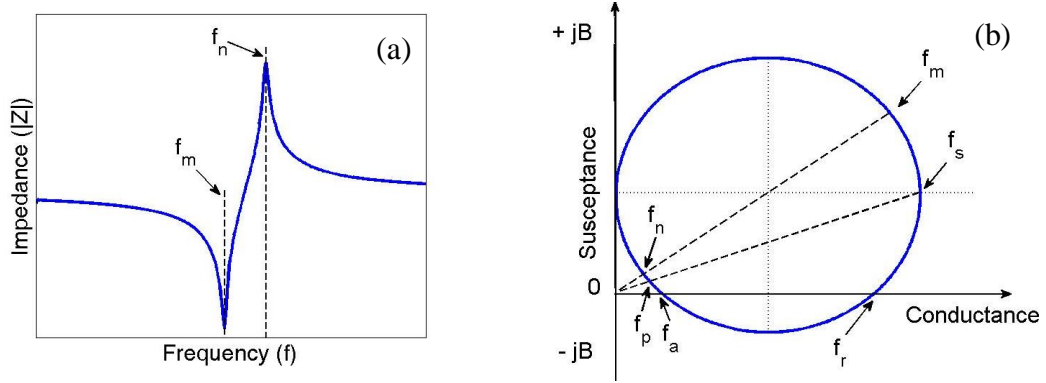 (a)
f_n
f_m
Impedance (|Z|)
Frequency (f)
(b)
+ jB
f_m
f_s
Susceptance
f_n
0
f_p
f_a
f_r
Conductance
- jB